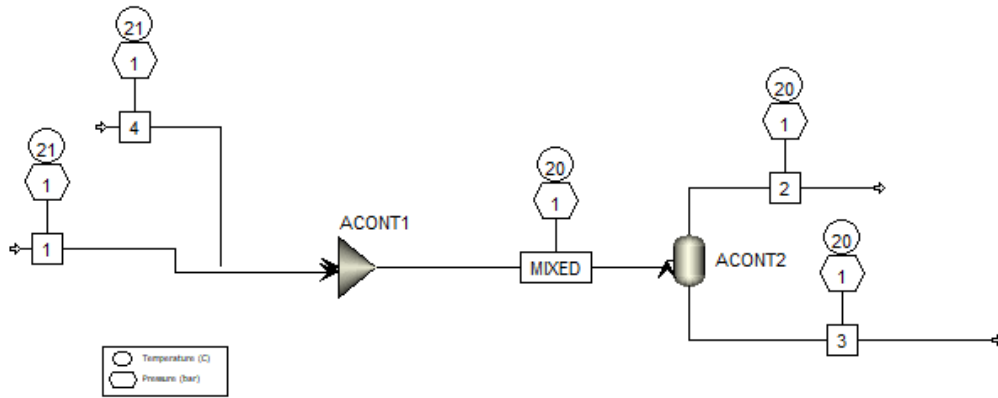 21
1
4
21
1
1
ACONT1
20
1
MIXED
20
1
2
ACONT2
20
1
3
Temperature (C)
Pressure (bar)